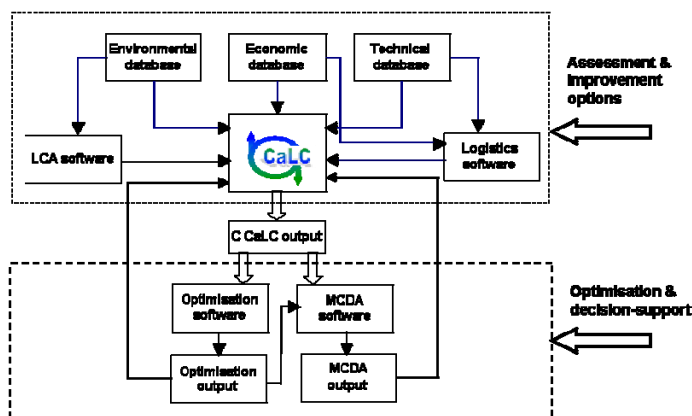 Environmental
database
Economic
database
Technical
database
Assessment &
improvement
options
LCA software
CaLC
Logistics
software
C CaLC output
Optimisation
software
MCDA
software
Optimisation &
decision-support
Optimisation
output
MCDA
output